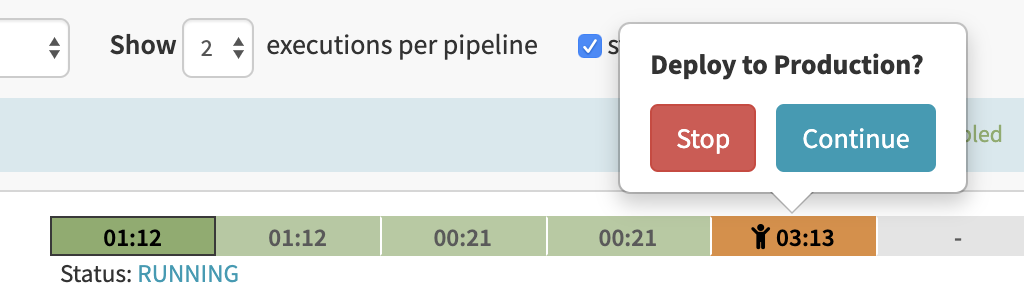 Show 2 executions per pipeline
Deploy to Production?
Stop Continue
01:12 01:12 00:21 00:21 03:13 -
Status: RUNNING